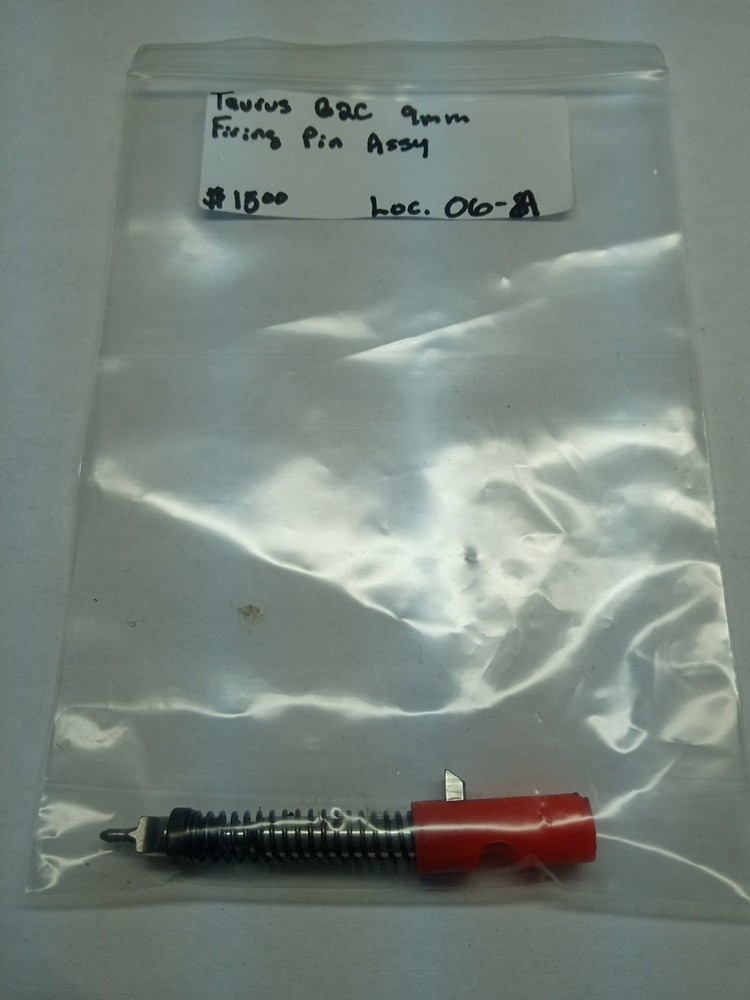 Taurus G2C 9mm
Firing Pin Assy
$1500 Loc. 06-8A